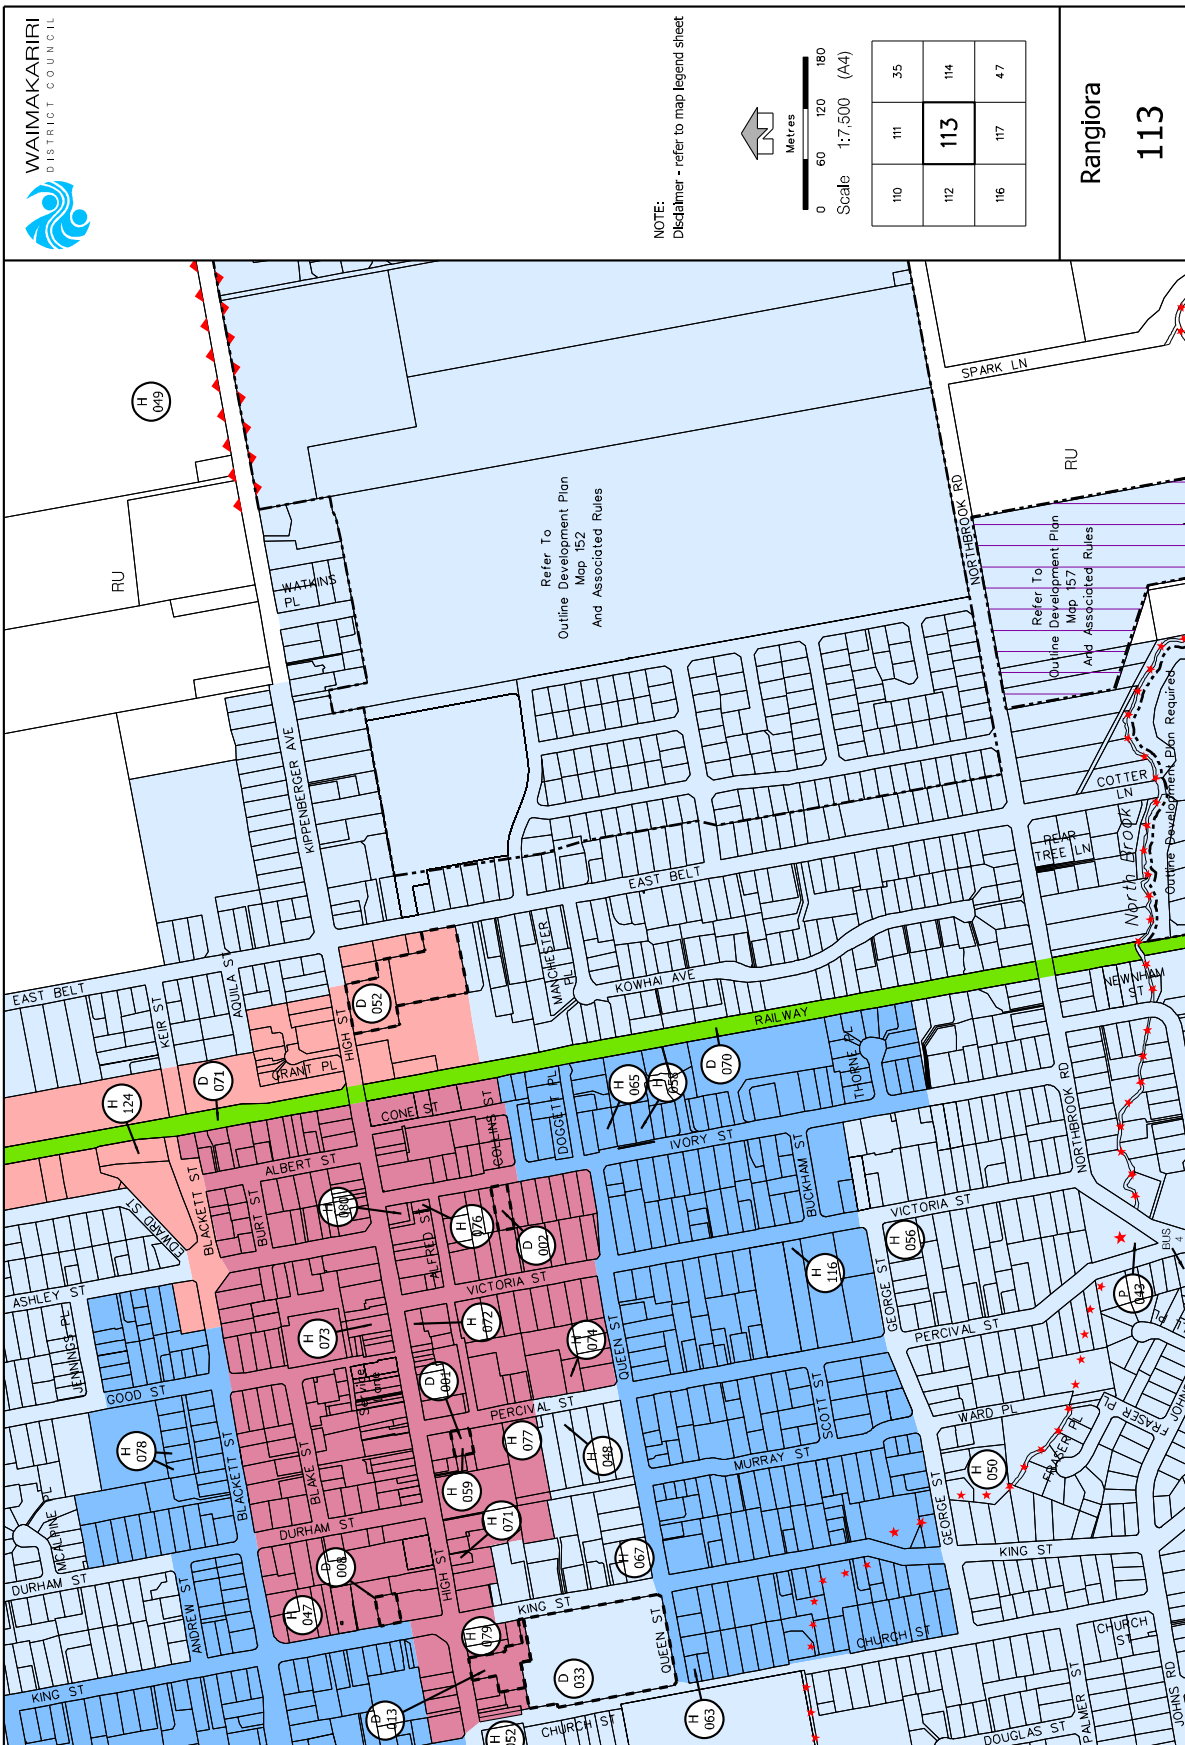 WAIMAKARIRI
DISTRICT COUNCIL
NOTE:
Disclaimer - refer to map legend sheet
Metres
0 60 120 180
Scale 1:7,500 (A4)
110 111 35
112 113 114
116 117 47
Rangiora
113
H
049
RU
WATKINS
PL
KIPPENBERGER AVE
Refer To
Outline Development Plan
Map 152
And Associated Rules
SPARK LN
RU
NORTHBROOK RD
Refer To
Outline Development Plan
Map 157
And Associated Rules
Outline Development Plan Required
COTTER
LN
North Brook
PEAR
TREE LN
EAST BELT
EAST BELT
KEIR ST
AQUILA ST
MANCHESTER
PL
KOWHAI AVE
NEWNHAM
ST
RAILWAY
D
052
HIGH ST
GRANT PL
D
071
H
124
CONE ST
COLLINS ST
DOGGETT PL
H
065
H
058
D
070
THORNE PL
IVORY ST
BUCKHAM ST
NORTHBROOK RD
ALBERT ST
BLACKETT ST
BURT ST
EDWARD ST
ASHLEY ST
H
080
ALFRED ST
H
076
D
002
VICTORIA ST
VICTORIA ST
H
056
H
116
GEORGE ST
BUS
4
P
043
PERCIVAL ST
JENNINGS PL
GOOD ST
H
073
H
072
H
074
QUEEN ST
Service
Lane
D
001
PERCIVAL ST
H
078
BLACKETT ST
BLAKE ST
H
077
H
048
H
059
MURRAY ST
SCOTT ST
WARD PL
FRASER PL
FRASER PL
H
050
GEORGE ST
MCALPINE PL
DURHAM ST
DURHAM ST
ANDREW ST
D
008
H
047
H
071
H
067
HIGH ST
KING ST
KING ST
KING ST
H
079
D
013
D
033
QUEEN ST
CHURCH ST
CHURCH ST
CHURCH
ST
H
063
DOUGLAS ST
PALMER ST
JOHNS RD